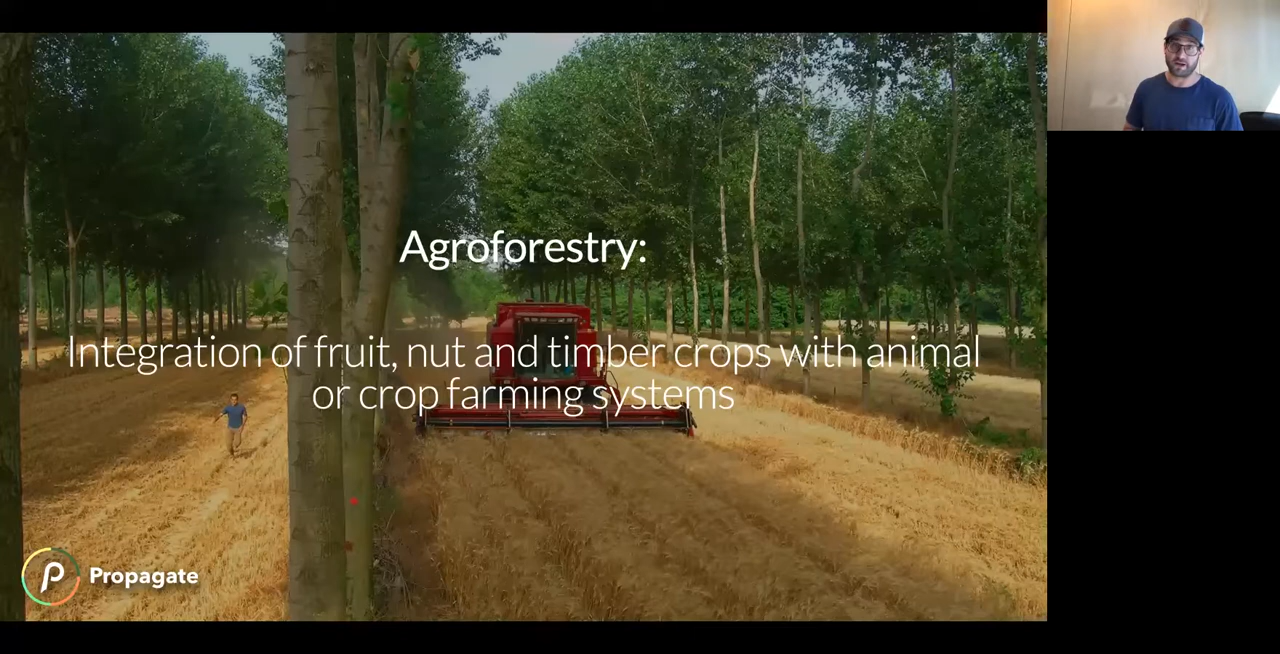 Agroforestry:
Integration of fruit, nut and timber crops with animal
or crop farming systems
Propagate